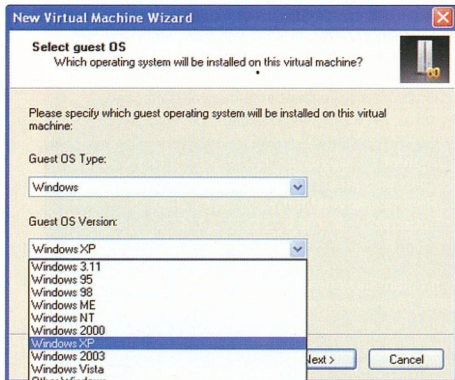 New Virtual Machine Wizard
Select guest OS
Which operating system will be installed on this virtual machine?
60
Please specify which guest operating system will be installed on this virtual
machine:
Guest OS Type:
Windows
Guest OS Version:
Windows XP
Windows 3.11
Windows 95
Windows 98
Windows ME
Windows NT
Windows 2000
Windows XP
Windows 2003
Windows Vista
Other Windows
Next >
Cancel